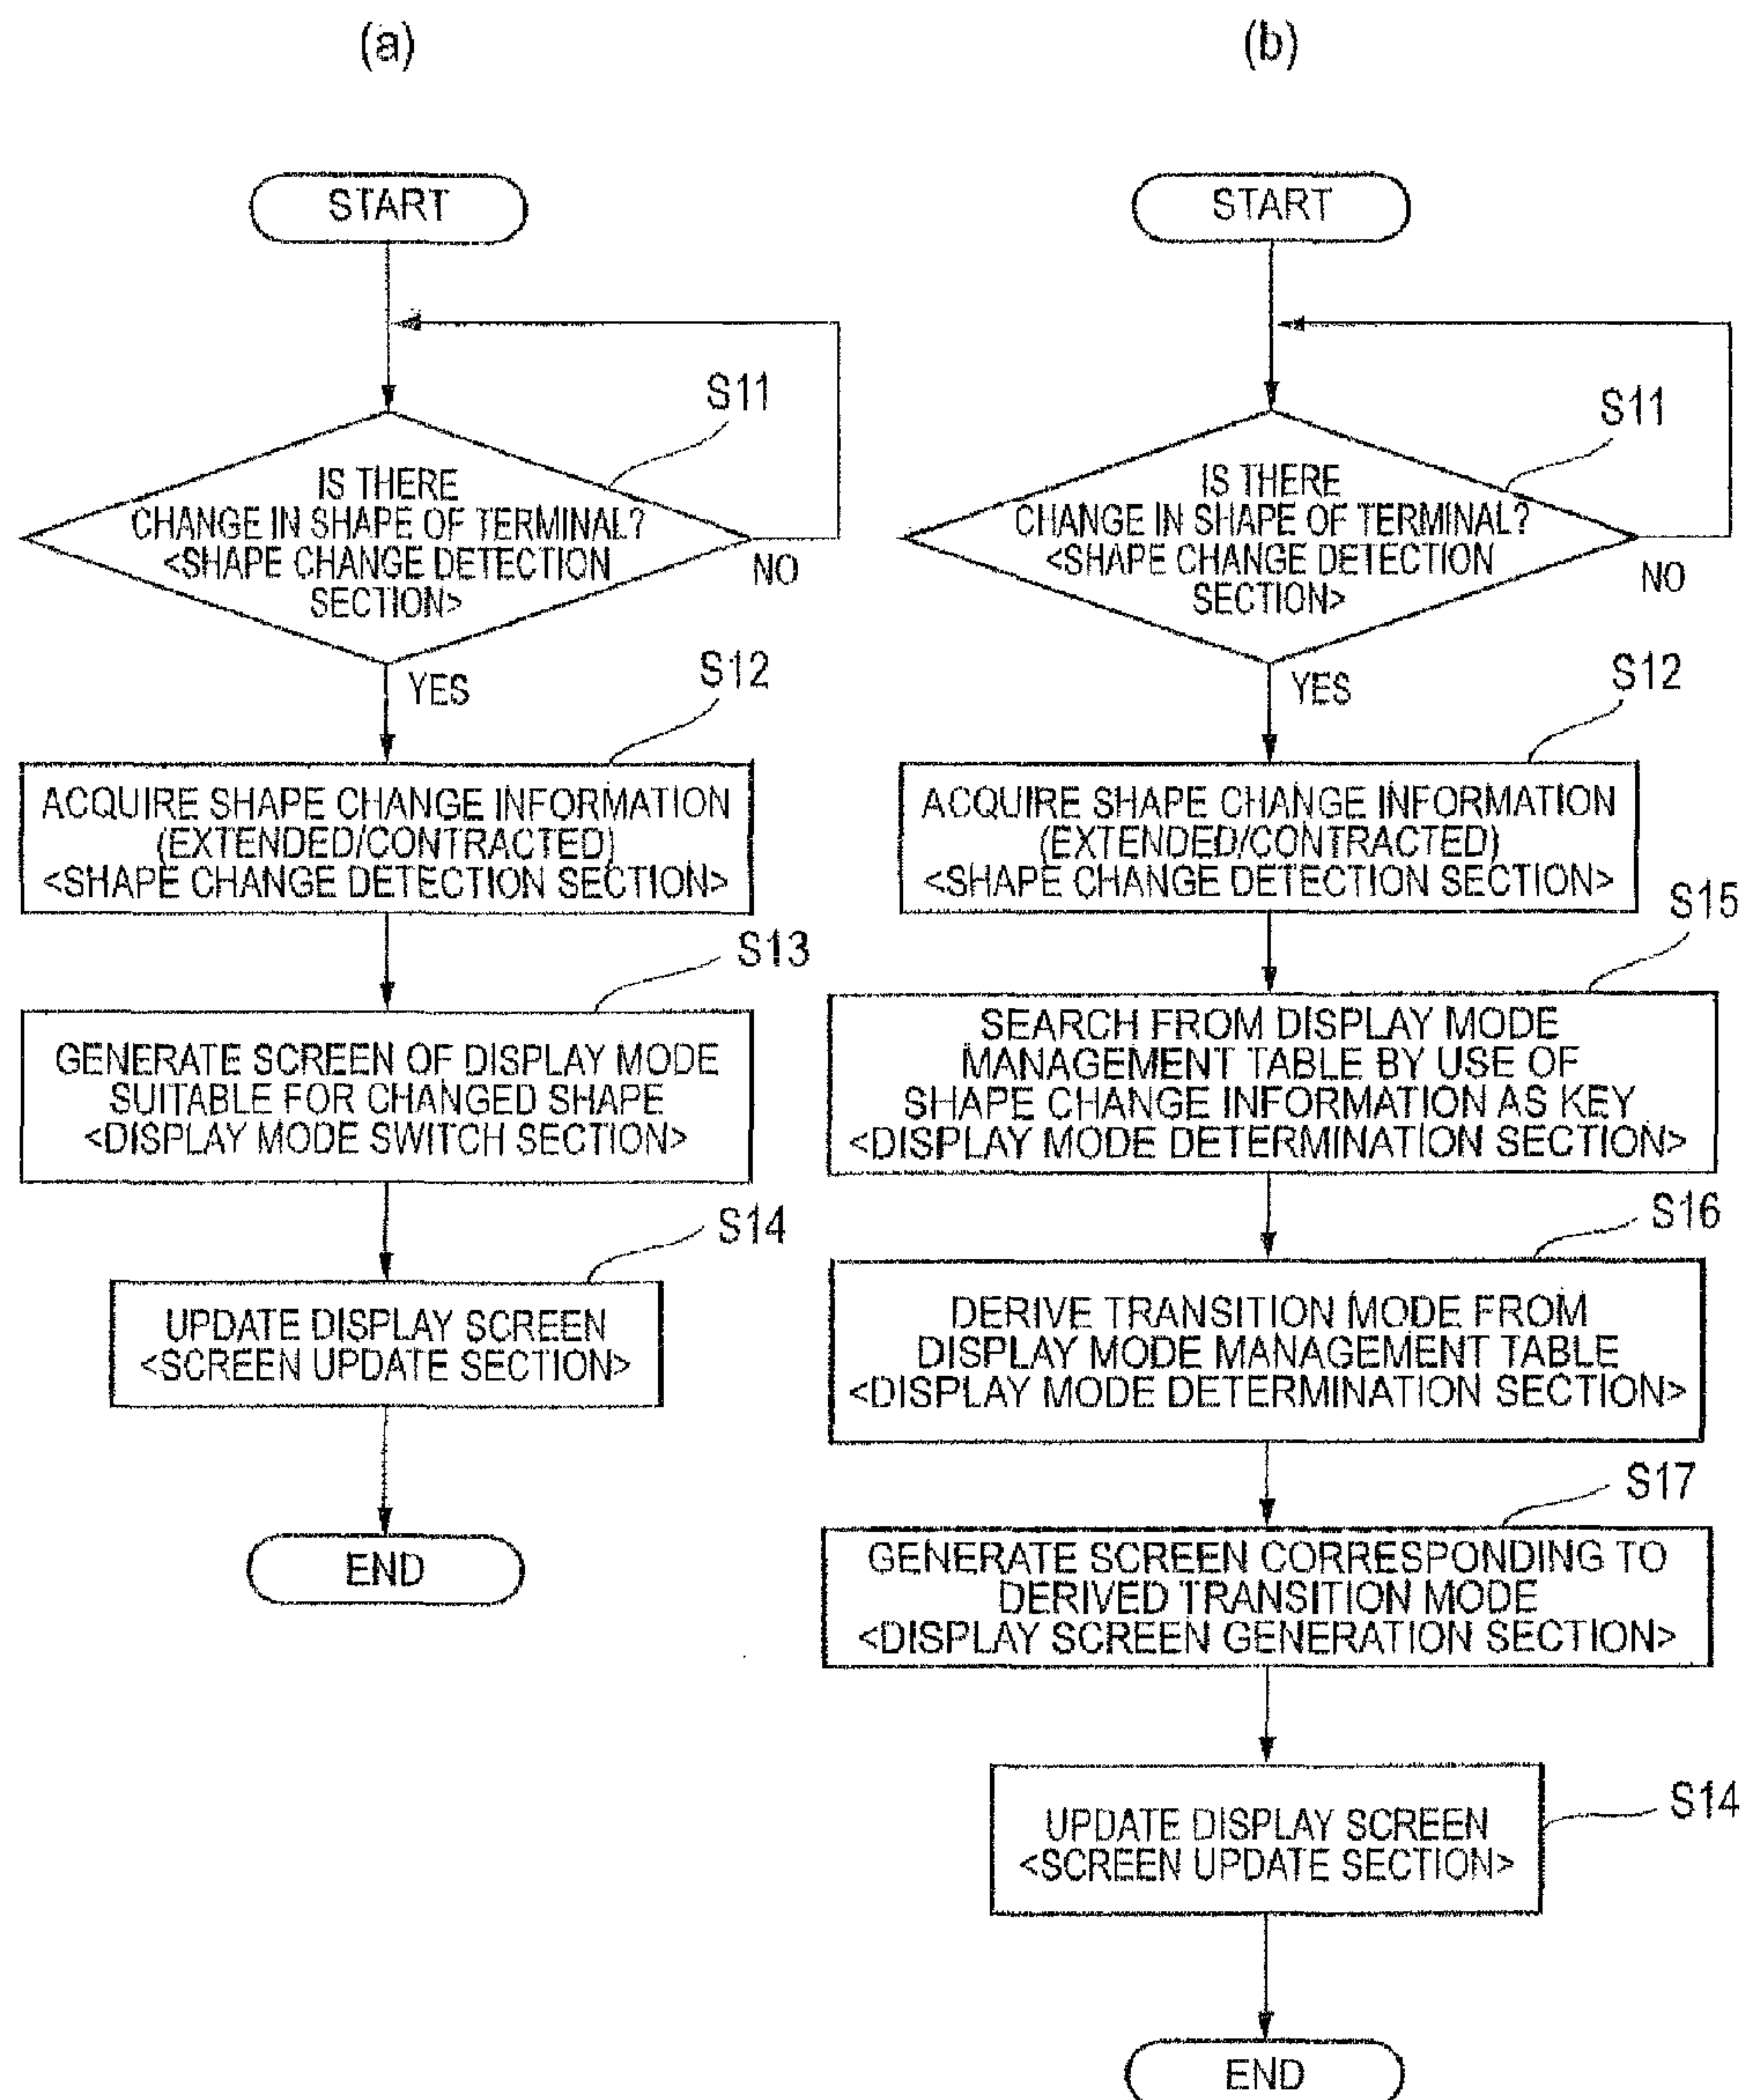 (a)
START
S11
IS THERE
CHANGE IN SHAPE OF TERMINAL?
<SHAPE CHANGE DETECTION
SECTION>
NO
YES
S12
ACQUIRE SHAPE CHANGE INFORMATION
(EXTENDED/CONTRACTED)
<SHAPE CHANGE DETECTION SECTION>
S13
GENERATE SCREEN OF DISPLAY MODE
SUITABLE FOR CHANGED SHAPE
<DISPLAY MODE SWITCH SECTION>
S14
UPDATE DISPLAY SCREEN
<SCREEN UPDATE SECTION>
END
(b)
START
S11
IS THERE
CHANGE IN SHAPE OF TERMINAL?
<SHAPE CHANGE DETECTION
SECTION>
NO
YES
S12
ACQUIRE SHAPE CHANGE INFORMATION
(EXTENDED/CONTRACTED)
<SHAPE CHANGE DETECTION SECTION>
S15
SEARCH FROM DISPLAY MODE
MANAGEMENT TABLE BY USE OF
SHAPE CHANGE INFORMATION AS KEY
<DISPLAY MODE DETERMINATION SECTION>
S16
DERIVE TRANSITION MODE FROM
DISPLAY MODE MANAGEMENT TABLE
<DISPLAY MODE DETERMINATION SECTION>
S17
GENERATE SCREEN CORRESPONDING TO
DERIVED TRANSITION MODE
<DISPLAY SCREEN GENERATION SECTION>
S14
UPDATE DISPLAY SCREEN
<SCREEN UPDATE SECTION>
END